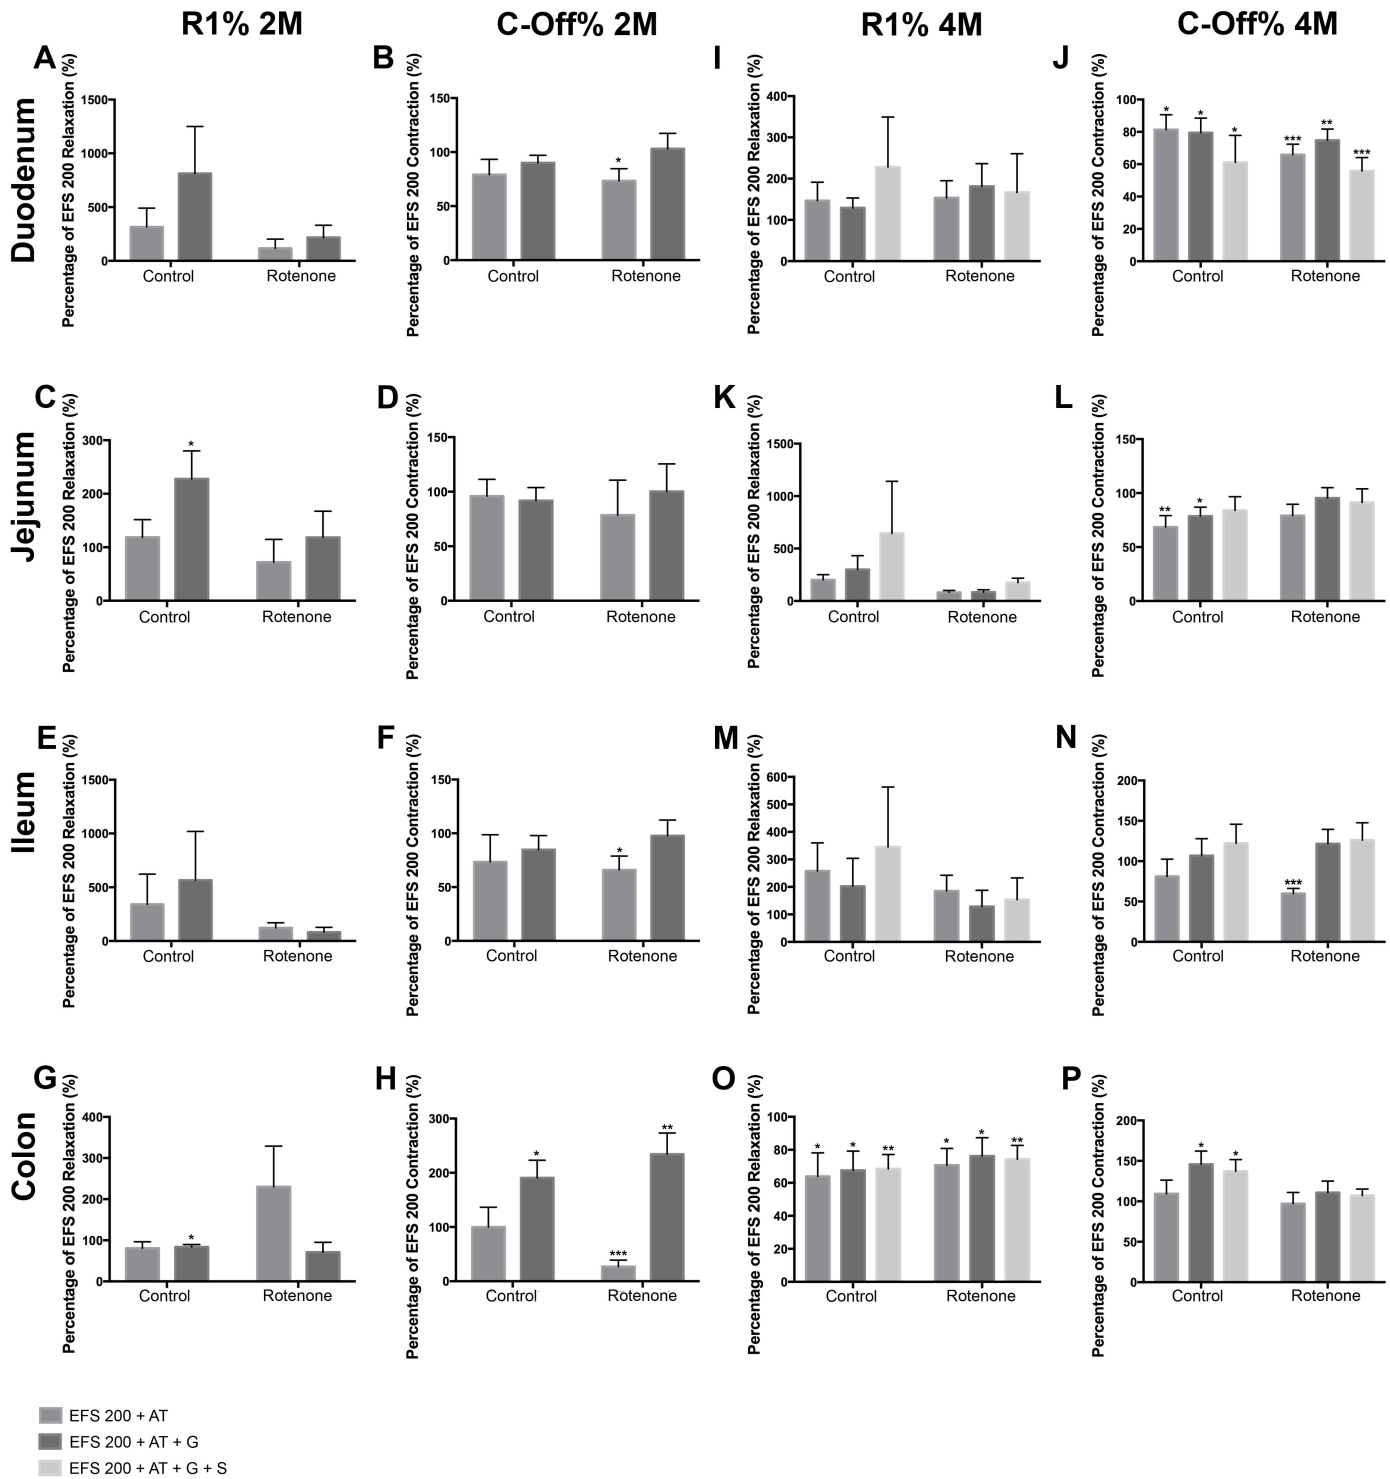 R1% 2M
C-Off% 2M
R1% 4M
C-Off% 4M
Duodenum
A
Percentage of EFS 200 Relaxation (%)
1500
1000
500
0
Control
Rotenone
B
Percentage of EFS 200 Contraction (%)
150
100
50
0
*
Control
Rotenone
I
Percentage of EFS 200 Relaxation (%)
400
300
200
100
0
Control
Rotenone
J
Percentage of EFS 200 Contraction (%)
100
80
60
40
20
0
* * * *** ** ***
Control
Rotenone
Jejunum
C
Percentage of EFS 200 Relaxation (%)
300
200
100
0
*
Control
Rotenone
D
Percentage of EFS 200 Contraction (%)
150
100
50
0
Control
Rotenone
K
Percentage of EFS 200 Relaxation (%)
1500
1000
500
0
Control
Rotenone
L
Percentage of EFS 200 Contraction (%)
150
100
50
0
** *
Control
Rotenone
Ileum
E
Percentage of EFS 200 Relaxation (%)
1500
1000
500
0
Control
Rotenone
F
Percentage of EFS 200 Contraction (%)
150
100
50
0
*
Control
Rotenone
M
Percentage of EFS 200 Relaxation (%)
600
500
400
300
200
100
0
Control
Rotenone
N
Percentage of EFS 200 Contraction (%)
200
150
100
50
0
***
Control
Rotenone
Colon
G
Percentage of EFS 200 Relaxation (%)
400
300
200
100
0
*
Control
Rotenone
H
Percentage of EFS 200 Contraction (%)
300
200
100
0
* *** **
Control
Rotenone
O
Percentage of EFS 200 Relaxation (%)
100
80
60
40
20
0
* * ** * * **
Control
Rotenone
P
Percentage of EFS 200 Contraction (%)
200
150
100
50
0
* *
Control
Rotenone
EFS 200 + AT
EFS 200 + AT + G
EFS 200 + AT + G + S